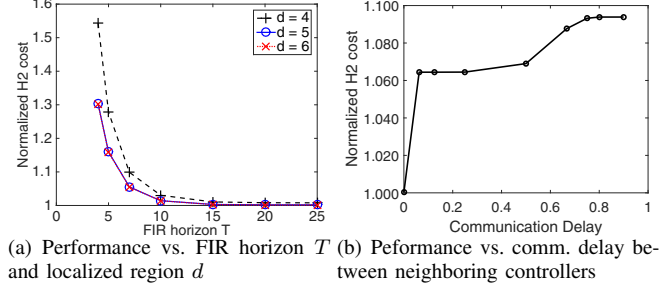 1.6
1.5
1.4
1.3
1.2
1.1
1
Normalized H2 cost
0 5 10 15 20 25
FIR horizon T
d = 4
d = 5
d = 6
1.100
1.080
1.060
1.040
1.020
1.000
Normalized H2 cost
0 0.2 0.4 0.6 0.8 1
Communication Delay
(a) Performance vs. FIR horizon T
and localized region d
(b) Peformance vs. comm. delay be-
tween neighboring controllers